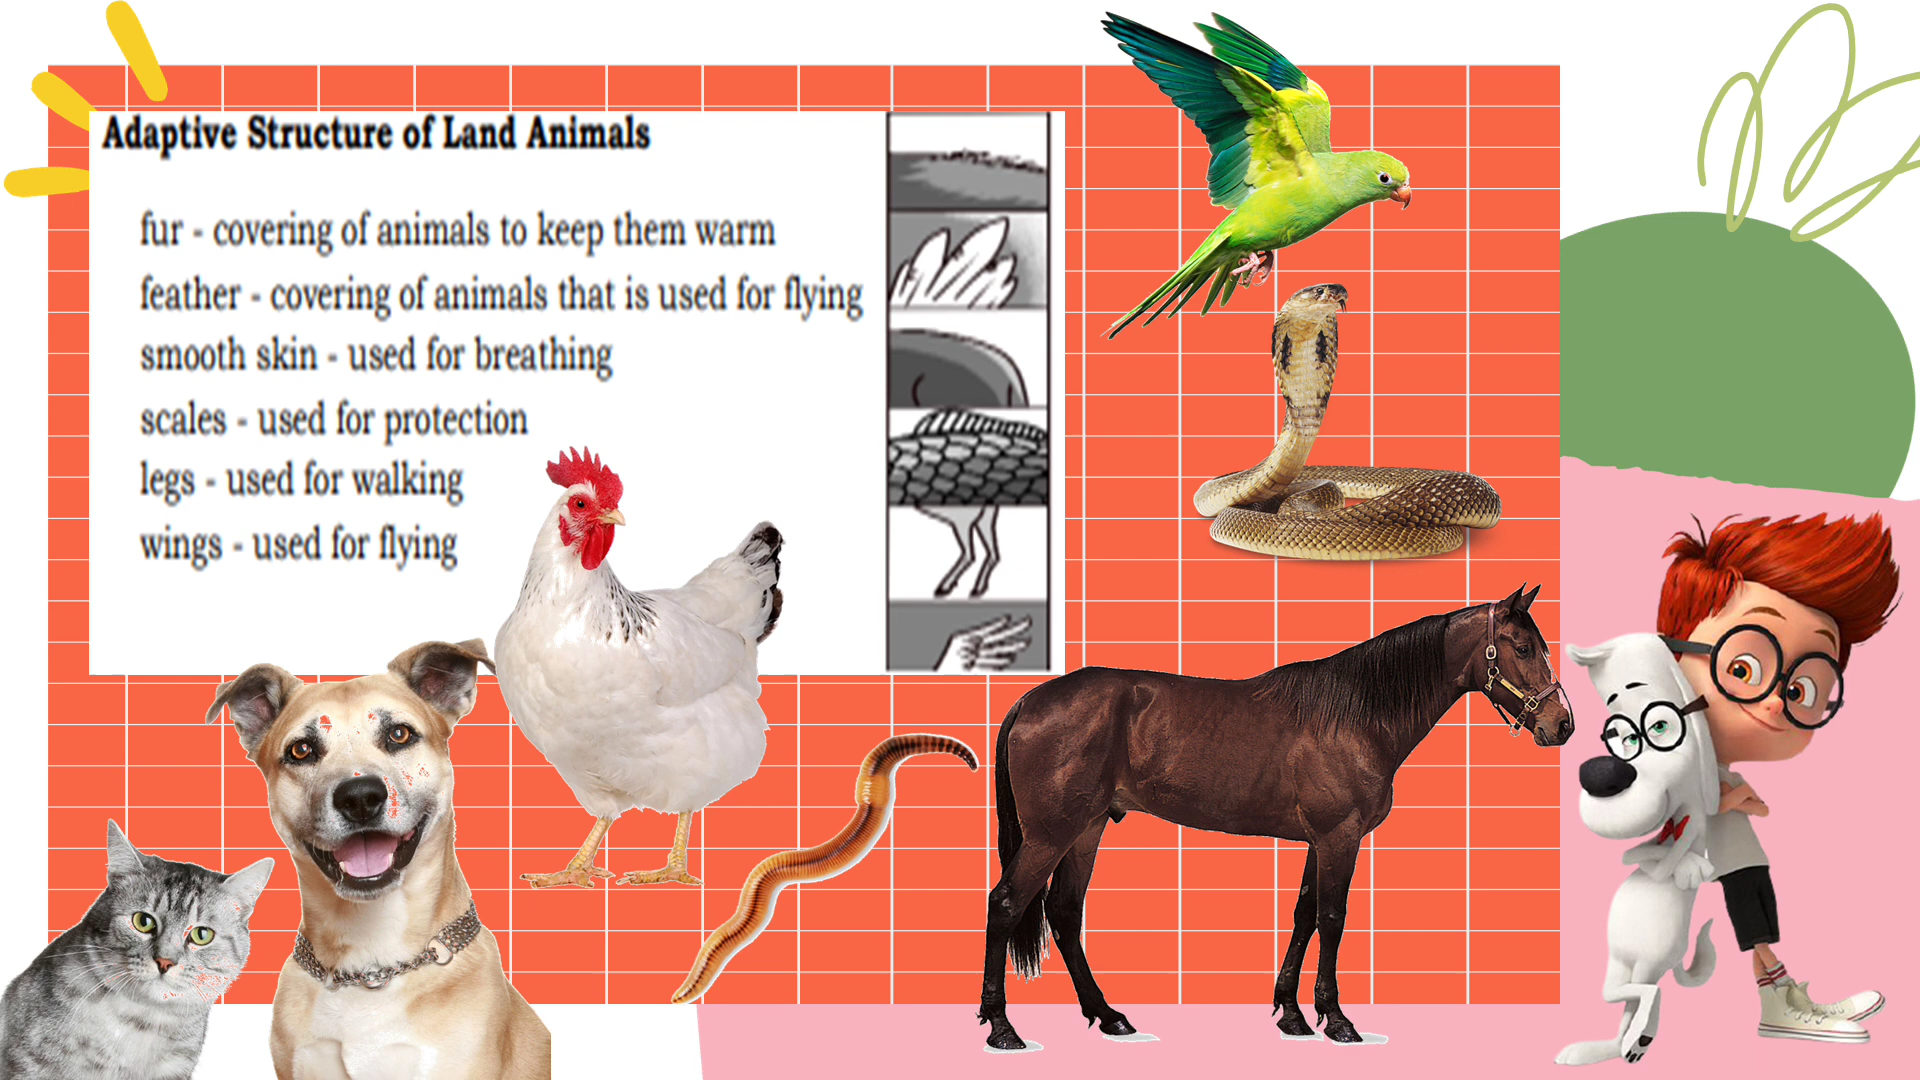 Adaptive Structure of Land Animals
fur - covering of animals to keep them warm
feather - covering of animals that is used for flying
smooth skin - used for breathing
scales - used for protection
legs - used for walking
wings - used for flying